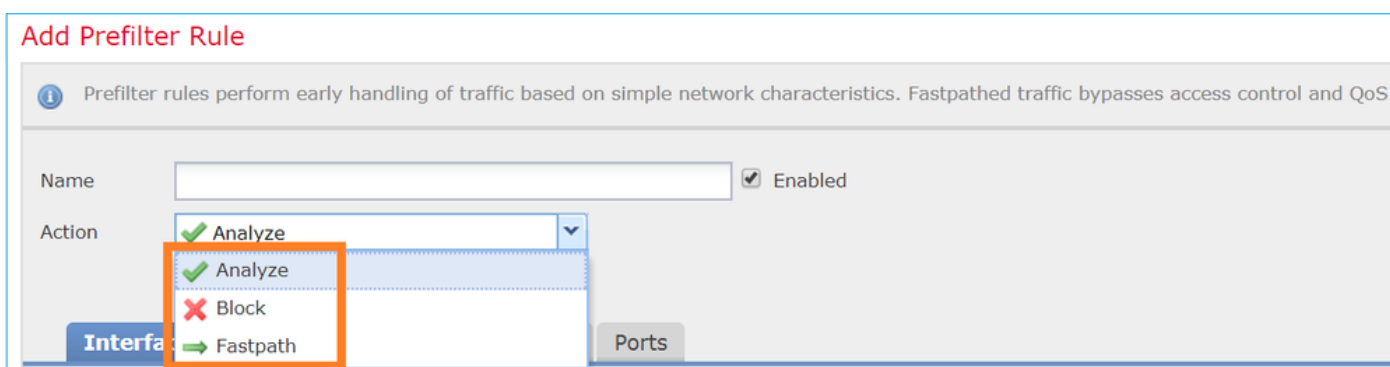 Add Prefilter Rule
Prefilter rules perform early handling of traffic based on simple network characteristics. Fastpathed traffic bypasses access control and QoS
Name
Enabled
Action
Analyze
Analyze
Block
Fastpath
Ports